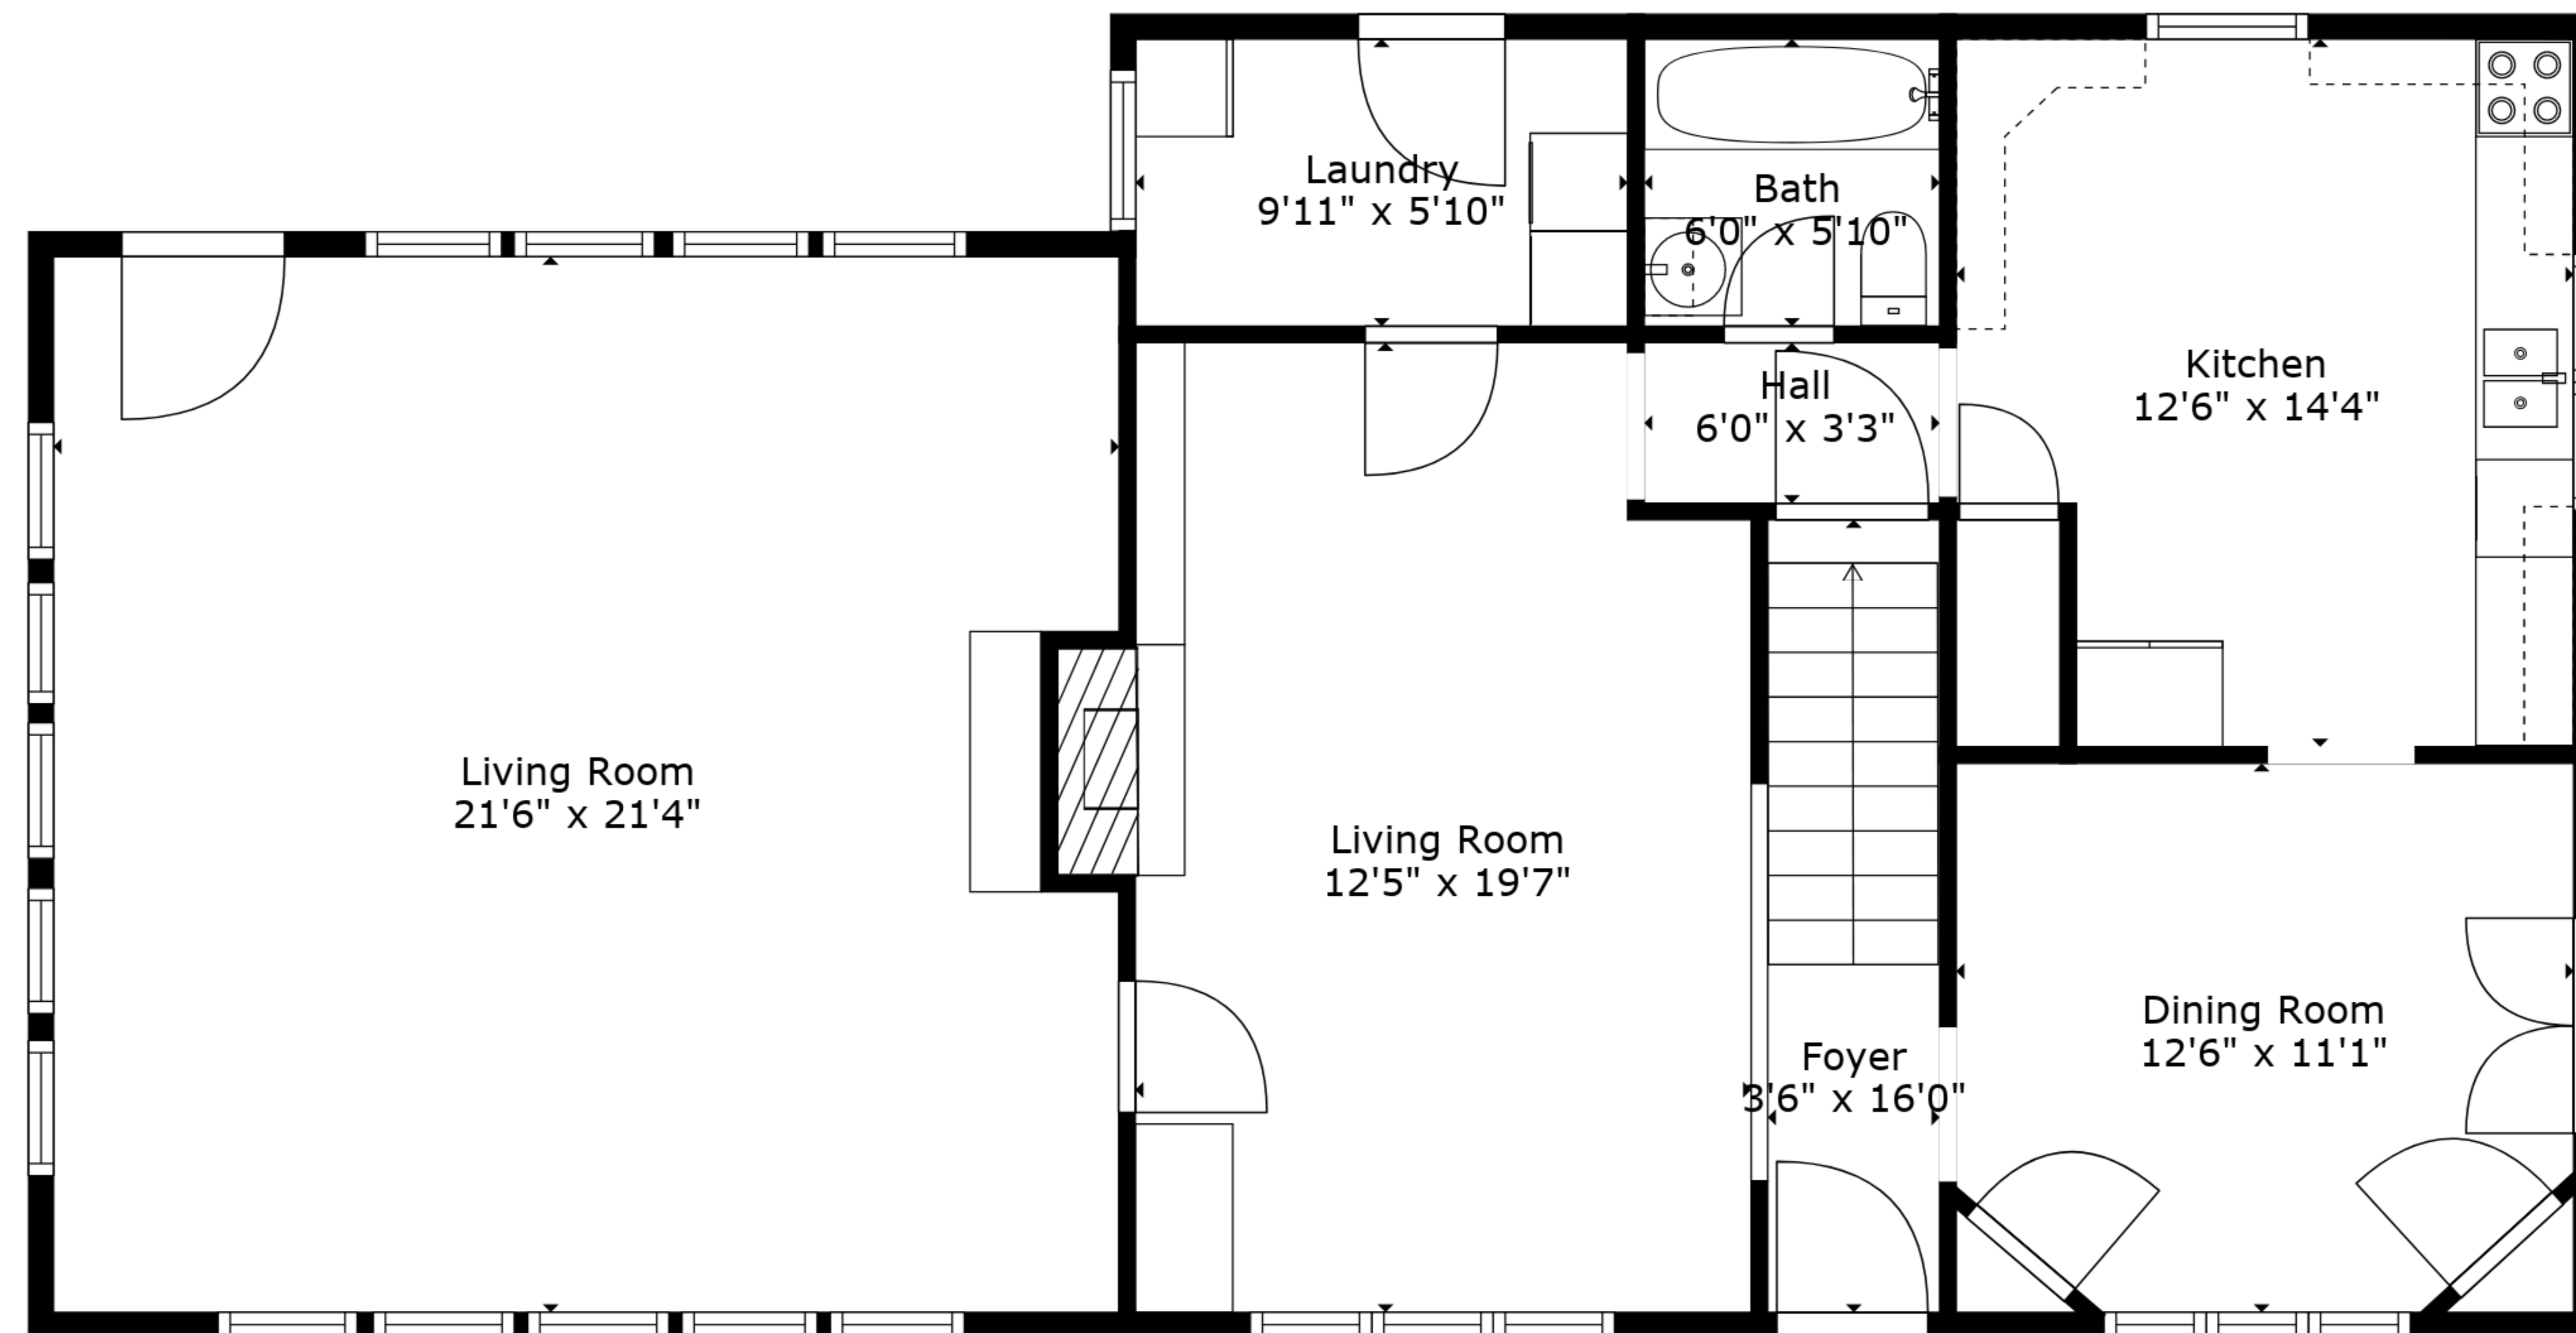 Laundry
9'11" x 5'10"
Bath
6'0" x 5'10"
Hall
6'0" x 3'3"
Kitchen
12'6" x 14'4"
Living Room
21'6" x 21'4"
Living Room
12'5" x 19'7"
Foyer
3'6" x 16'0"
Dining Room
12'6" x 11'1"